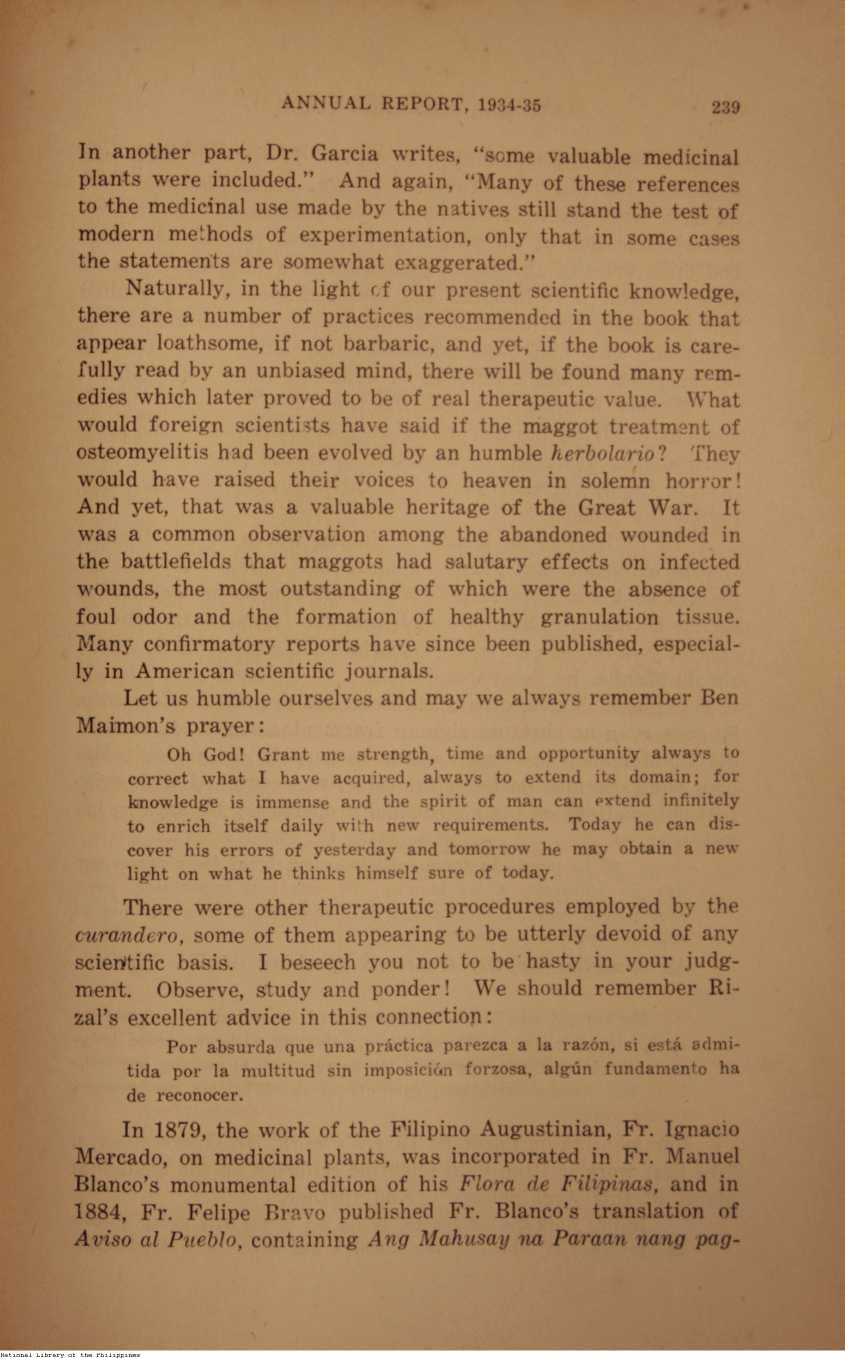 ANNUAL REPORT, 1934-35 239
In another part, Dr. Garcia writes, "some valuable medicinal
plants were included." And again, "Many of these references
to the medicinal use made by the natives still stand the test of
modern methods of experimentation, only that in some cases
the statements are somewhat exaggerated."
Naturally, in the light of our present scientific knowledge,
there are a number of practices recommended in the book that
appear loathsome, if not barbaric, and yet, if the book is care-
fully read by an unbiased mind, there will be found many rem-
edies which later proved to be of real therapeutic value. What
would foreign scientists have said if the maggot treatment of
osteomyelitis had been evolved by an humble herbolario? They
would have raised their voices to heaven in solemn horror!
And yet, that was a valuable heritage of the Great War. It
was a common observation among the abandoned wounded in
the battlefields that maggots had salutary effects on infected
wounds, the most outstanding of which were the absence of
foul odor and the formation of healthy granulation tissue.
Many confirmatory reports have since been published, especial-
ly in American scientific journals.
Let us humble ourselves and may we always remember Ben
Maimon's prayer:
Oh God! Grant me strength, time and opportunity always to
correct what I have acquired, always to extend its domain; for
knowledge is immense and the spirit of man can extend infinitely
to enrich itself daily with new requirements. Today he can dis-
cover his errors of yesterday and tomorrow he may obtain a new
light on what he thinks himself sure of today.
There were other therapeutic procedures employed by the
curandero, some of them appearing to be utterly devoid of any
scientific basis. I beseech you not to be hasty in your judg-
ment. Observe, study and ponder! We should remember Ri-
zal's excellent advice in this connection:
Por absurda que una práctica parezca a la razón, si está admi-
tida por la multitud sin imposición forzosa, algún fundamento ha
de reconocer.
In 1879, the work of the Filipino Augustinian, Fr. Ignacio
Mercado, on medicinal plants, was incorporated in Fr. Manuel
Blanco's monumental edition of his Flora de Filipinas, and in
1884, Fr. Felipe Bravo published Fr. Blanco's translation of
Aviso al Pueblo, containing Ang Mahusay na Paraan nang pag-
National Library of the Philippines